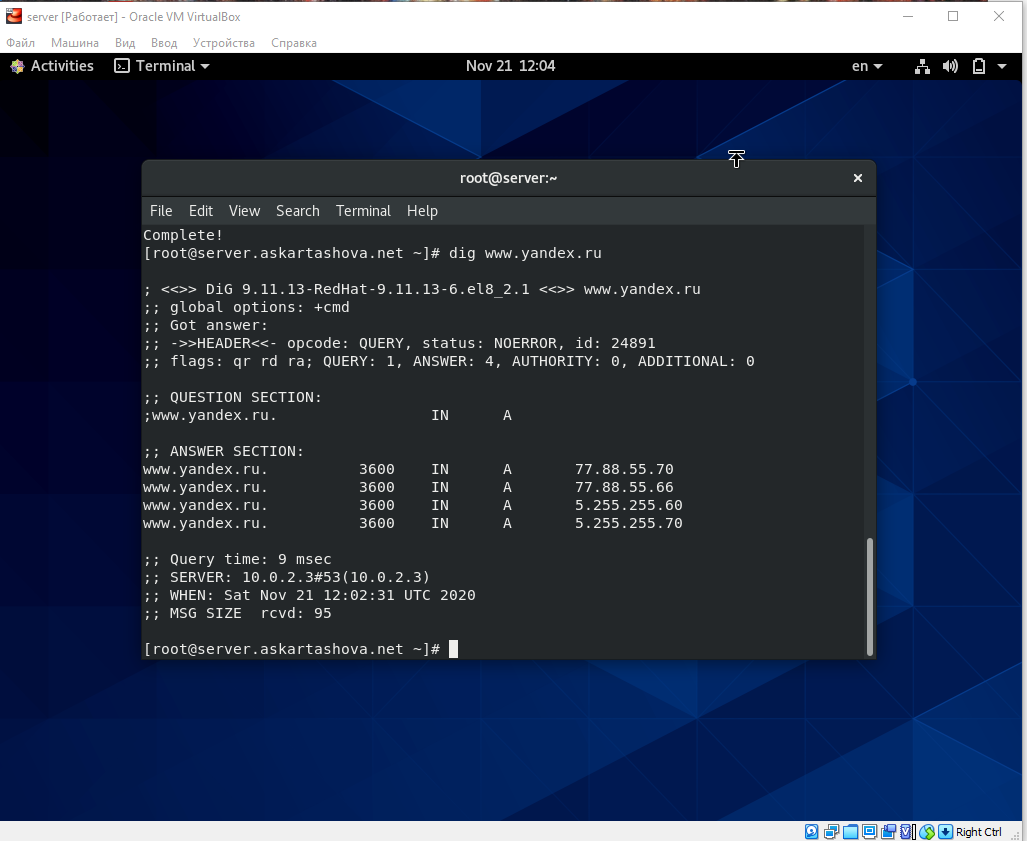 server [Работает] - Oracle VM VirtualBox
Файл Машина Вид Ввод Устройства Справка
Activities Terminal Nov 21 12:04 en
root@server:~
File Edit View Search Terminal Help
Complete!
[root@server.askartashova.net ~]# dig www.yandex.ru
; <<>> DiG 9.11.13-RedHat-9.11.13-6.el8_2.1 <<>> www.yandex.ru
;; global options: +cmd
;; Got answer:
;; ->>HEADER<<- opcode: QUERY, status: NOERROR, id: 24891
;; flags: qr rd ra; QUERY: 1, ANSWER: 4, AUTHORITY: 0, ADDITIONAL: 0
;; QUESTION SECTION:
;www.yandex.ru. IN A
;; ANSWER SECTION:
www.yandex.ru. 3600 IN A 77.88.55.70
www.yandex.ru. 3600 IN A 77.88.55.66
www.yandex.ru. 3600 IN A 5.255.255.60
www.yandex.ru. 3600 IN A 5.255.255.70
;; Query time: 9 msec
;; SERVER: 10.0.2.3#53(10.0.2.3)
;; WHEN: Sat Nov 21 12:02:31 UTC 2020
;; MSG SIZE rcvd: 95
[root@server.askartashova.net ~]#
Right Ctrl